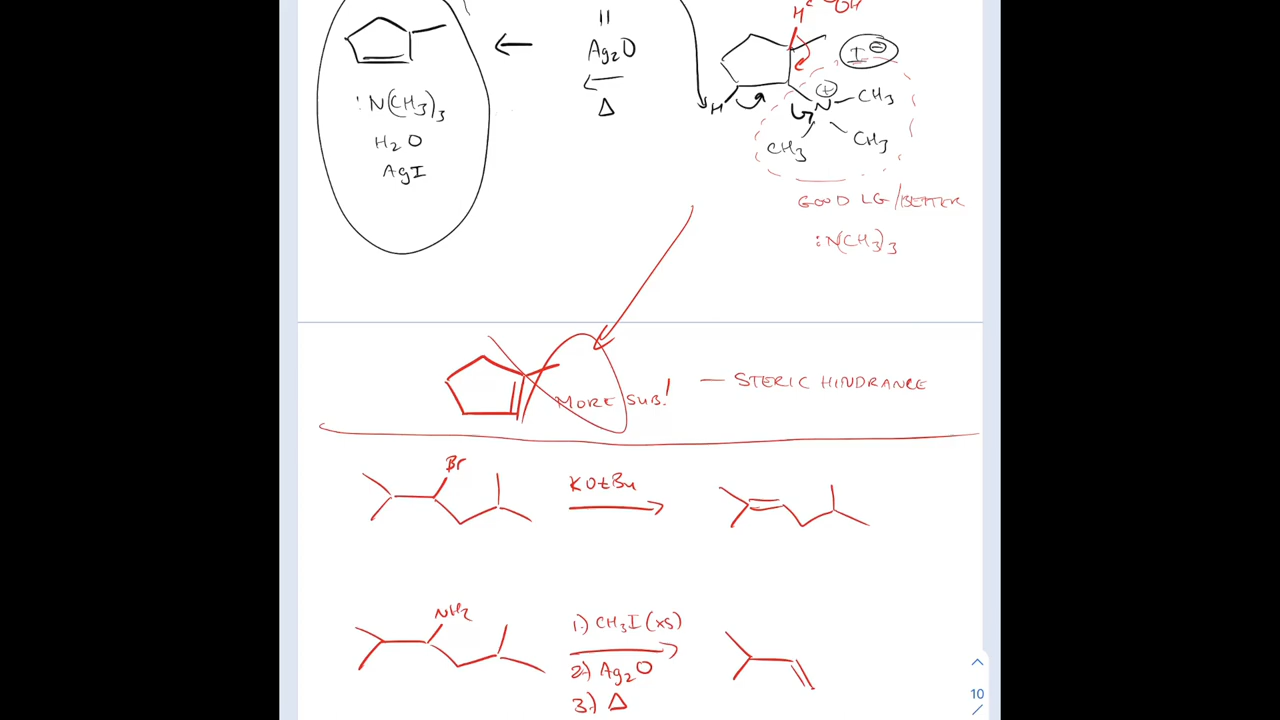 H OH
|| 
Ag₂O
Δ
I ⊖
⊕
N CH₃
H
CH₃ CH₃
:N(CH₃)₃
H₂O
AgI
GOOD LG/BETTER
:N(CH₃)₃
MORE SUB! — STERIC HINDRANCE
Br
KOtBu
NH₂
1.) CH₃I (xs)
2.) Ag₂O
3.) Δ
10